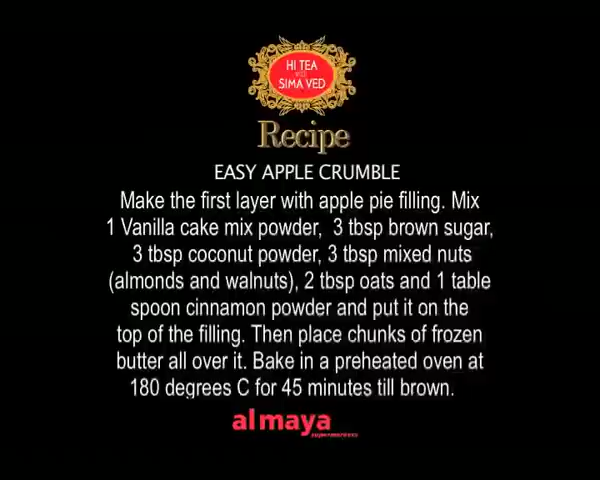 HI TEA
WITH
SIMA VED
Recipe
EASY APPLE CRUMBLE
Make the first layer with apple pie filling. Mix
1 Vanilla cake mix powder, 3 tbsp brown sugar,
3 tbsp coconut powder, 3 tbsp mixed nuts
(almonds and walnuts), 2 tbsp oats and 1 table
spoon cinnamon powder and put it on the
top of the filling. Then place chunks of frozen
butter all over it. Bake in a preheated oven at
180 degrees C for 45 minutes till brown.
al maya
supermarkets